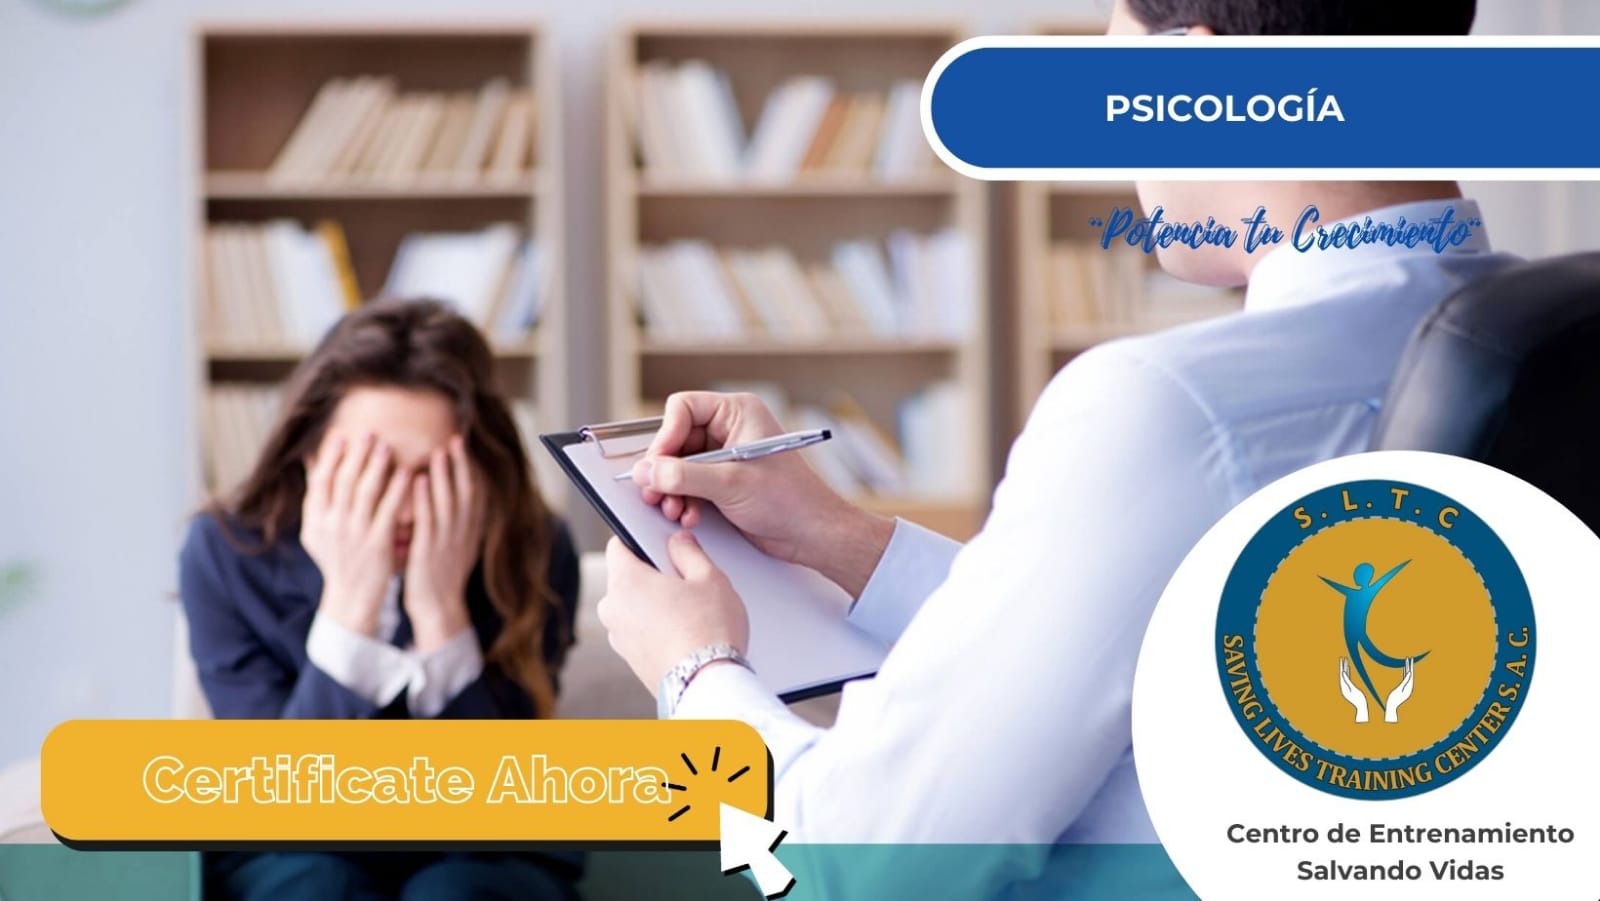 PSICOLOGÍA
"Potencia tu Crecimiento"
Certificate Ahora
S. L. T. C
SAVING LIVES TRAINING CENTER S. A. C.
Centro de Entrenamiento
Salvando Vidas